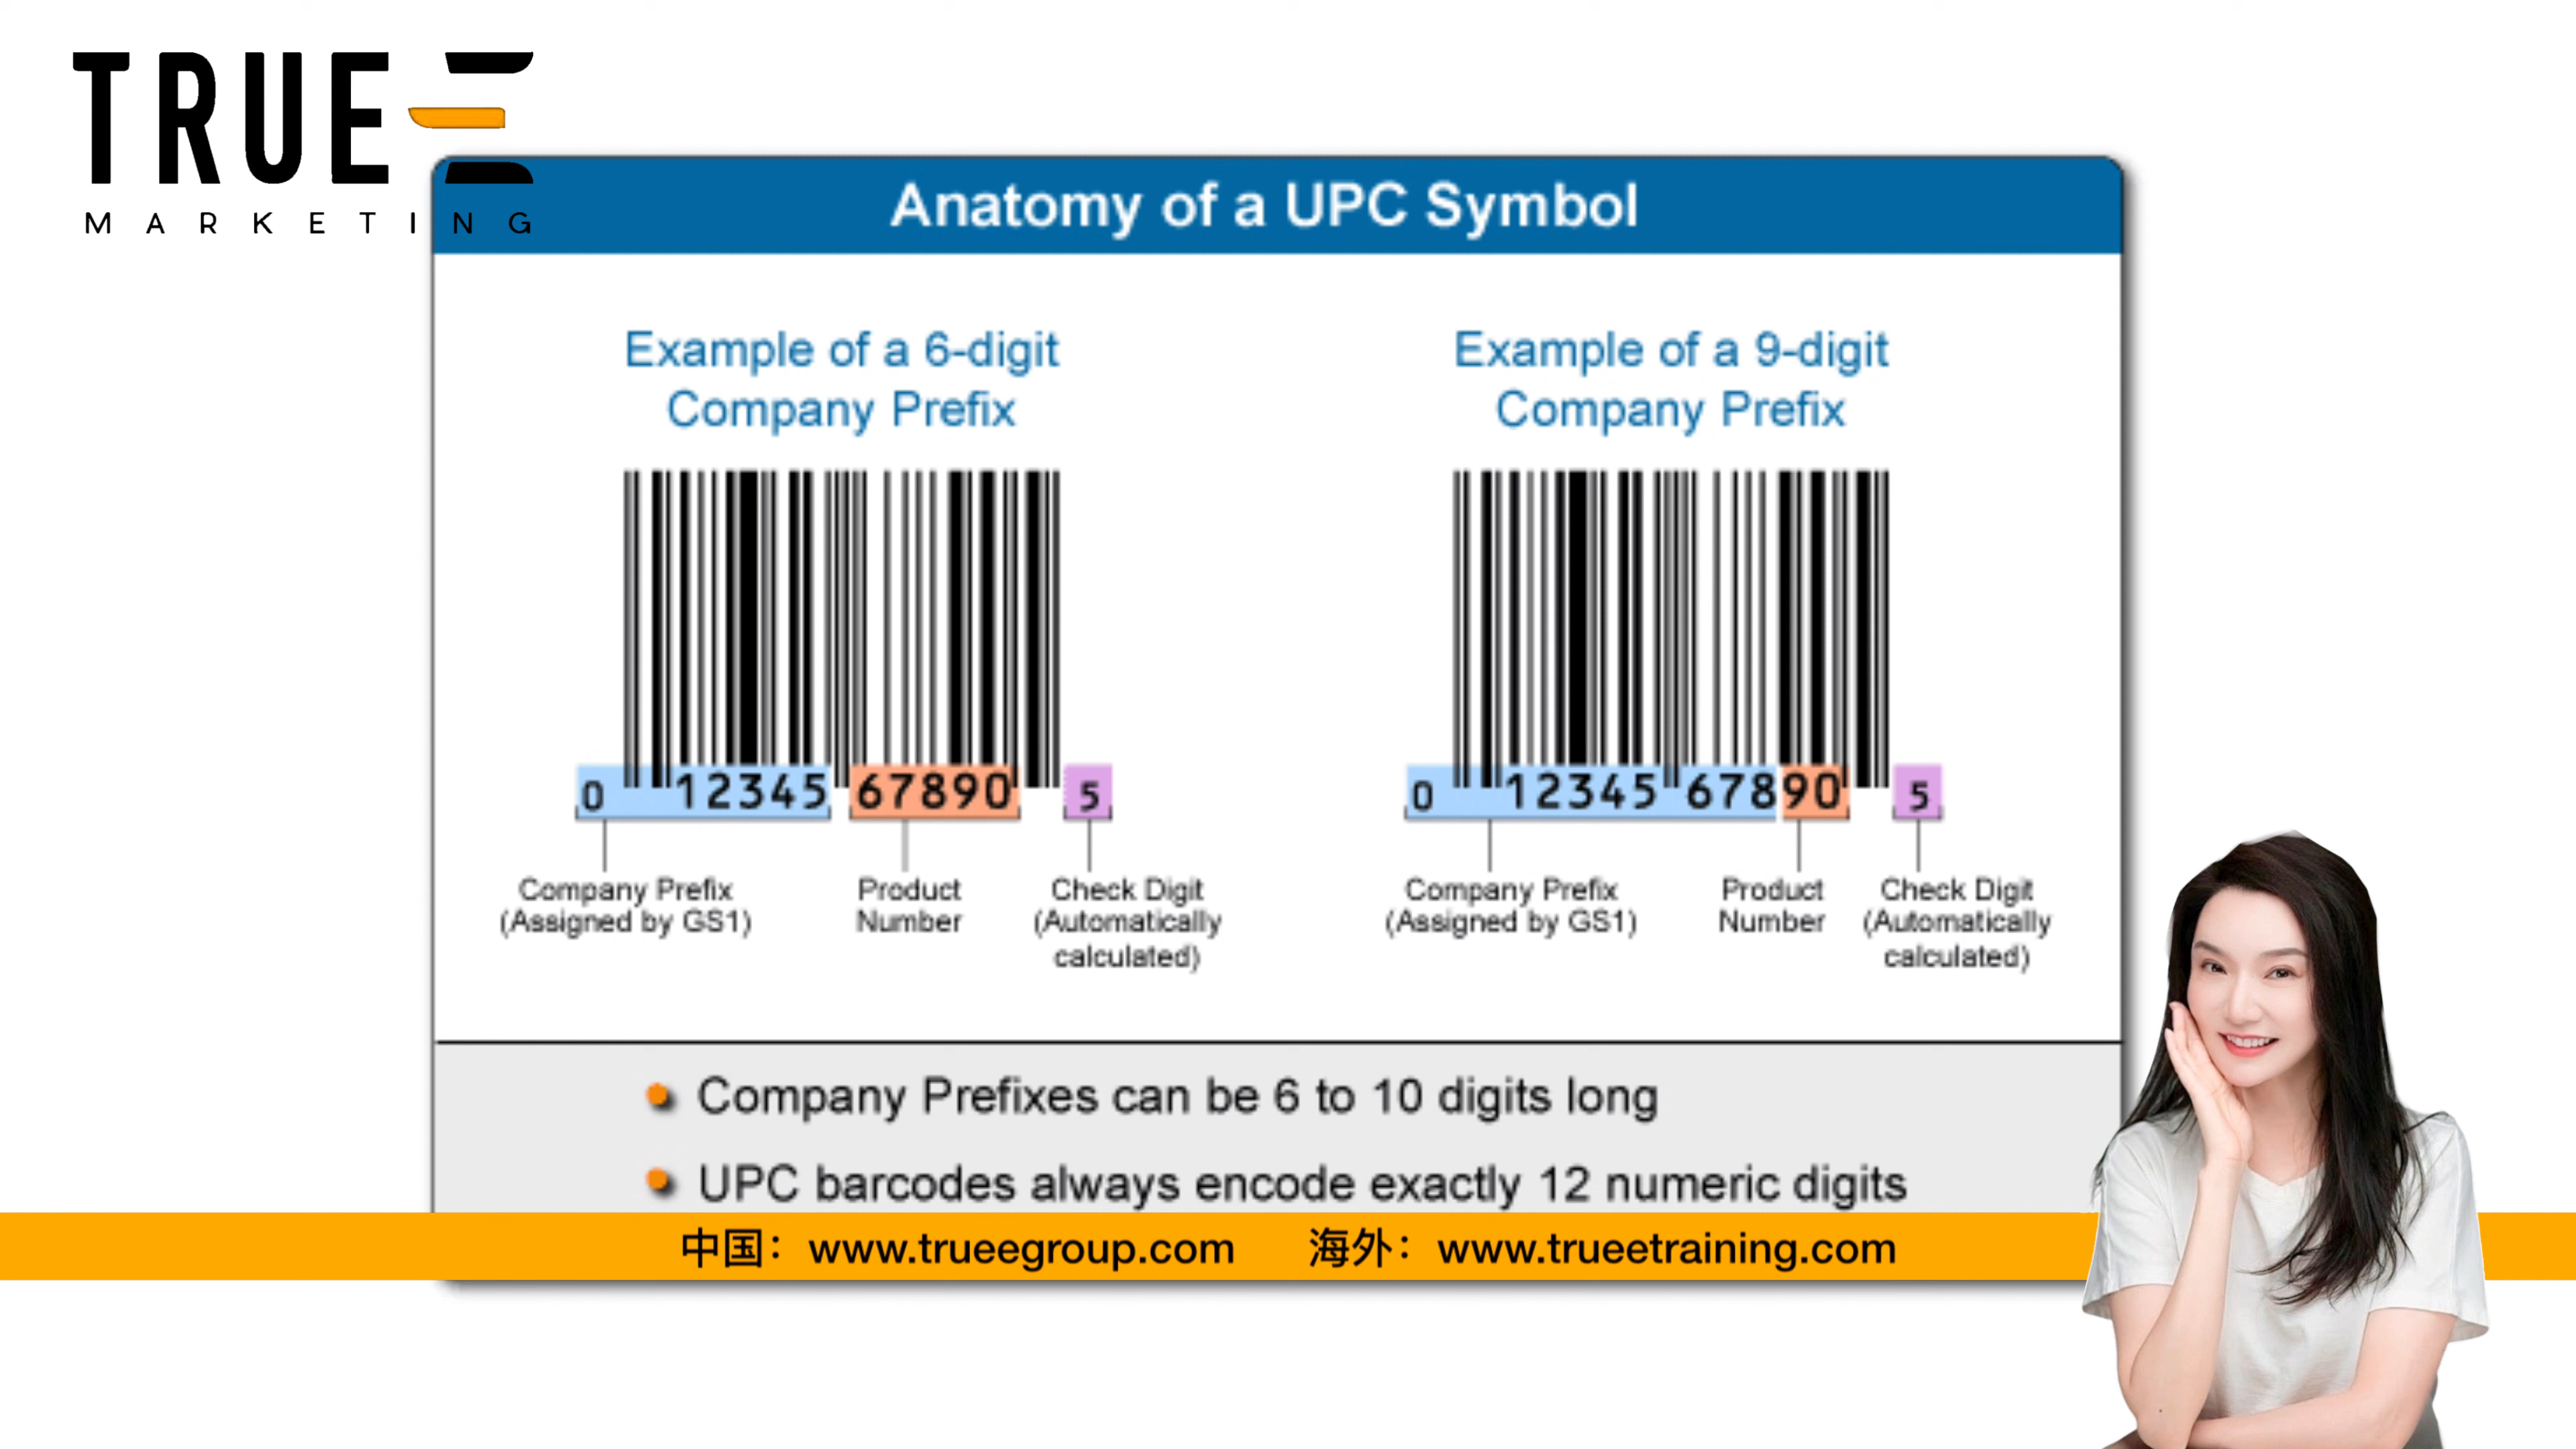 TRUE
MARKETING
Anatomy of a UPC Symbol
Example of a 6-digit
Company Prefix
0 12345 67890 5
Company Prefix
(Assigned by GS1)
Product
Number
Check Digit
(Automatically
calculated)
Example of a 9-digit
Company Prefix
0 12345 67890 5
Company Prefix
(Assigned by GS1)
Product
Number
Check Digit
(Automatically
calculated)
Company Prefixes can be 6 to 10 digits long
UPC barcodes always encode exactly 12 numeric digits
中国：www.trueegroup.com 海外：www.trueetraining.com